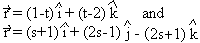 r⃗ = (1-t) î + (t-2) k̂ and
r⃗ = (s+1) î + (2s-1) ĵ - (2s+1) k̂